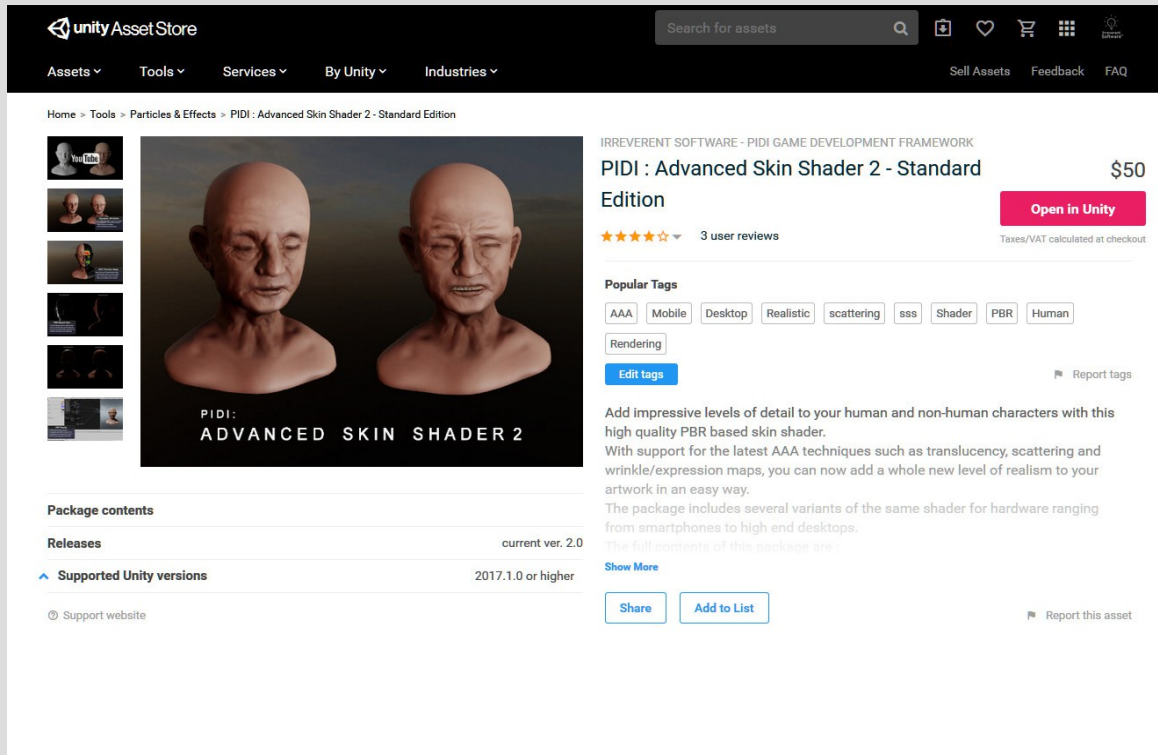 unity Asset Store
Search for assets
Assets
Tools
Services
By Unity
Industries
Sell Assets
Feedback
FAQ
Home > Tools > Particles & Effects > PIDI : Advanced Skin Shader 2 - Standard Edition
YouTube
PIDI:
ADVANCED SKIN SHADER 2
Package contents
Releases
current ver. 2.0
Supported Unity versions
2017.1.0 or higher
Support website
IRREVERENT SOFTWARE - PIDI GAME DEVELOPMENT FRAMEWORK
PIDI : Advanced Skin Shader 2 - Standard
Edition
$50
Open in Unity
Taxes/VAT calculated at checkout
3 user reviews
Popular Tags
AAA
Mobile
Desktop
Realistic
scattering
sss
Shader
PBR
Human
Rendering
Edit tags
Report tags
Add impressive levels of detail to your human and non-human characters with this
high quality PBR based skin shader.
With support for the latest AAA techniques such as translucency, scattering and
wrinkle/expression maps, you can now add a whole new level of realism to your
artwork in an easy way.
The package includes several variants of the same shader for hardware ranging
from smartphones to high end desktops.
The full contents of this package are :
Show More
Share
Add to List
Report this asset